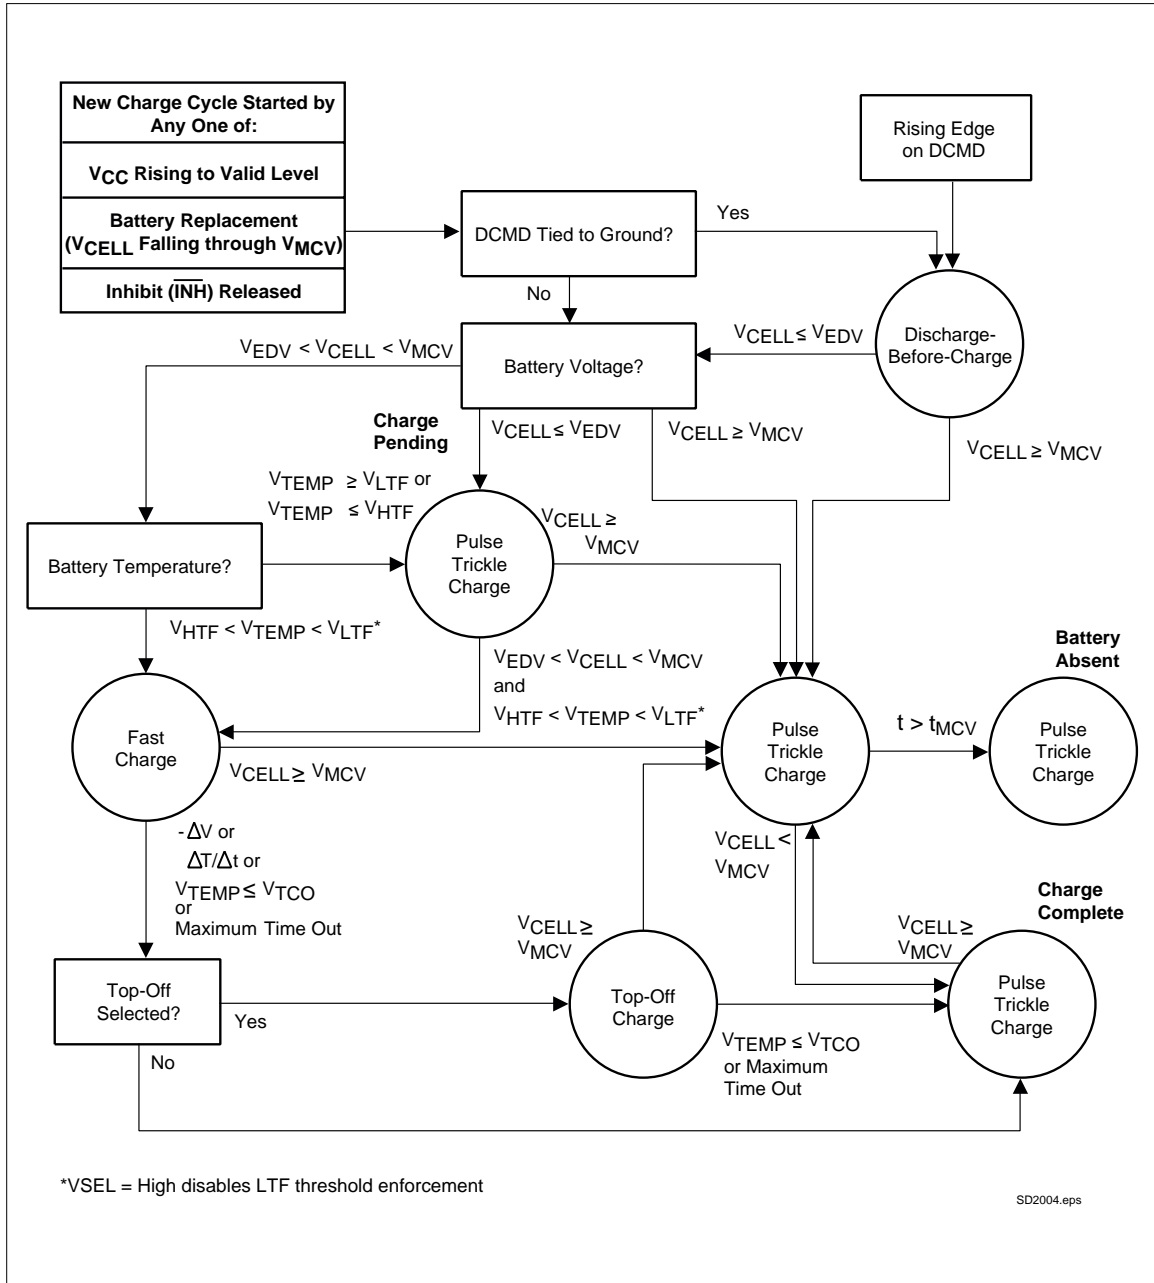 New Charge Cycle Started by
Any One of:
VCC Rising to Valid Level
Battery Replacement
(VCELL Falling through VMCV)
Inhibit (INH) Released
Rising Edge
on DCMD
DCMD Tied to Ground?
Yes
No
Discharge-
Before-Charge
VCELL ≤ VEDV
VEDV < VCELL < VMCV
Battery Voltage?
Charge
Pending
VCELL ≤ VEDV
VCELL ≥ VMCV
VCELL ≥ VMCV
VTEMP ≥ VLTF or
VTEMP ≤ VHTF
Battery Temperature?
Pulse
Trickle
Charge
VCELL ≥
VMCV
VHTF < VTEMP < VLTF*
VEDV < VCELL < VMCV
and
VHTF < VTEMP < VLTF*
Battery
Absent
Fast
Charge
VCELL ≥ VMCV
Pulse
Trickle
Charge
t > tMCV
Pulse
Trickle
Charge
-ΔV or
ΔT/Δt or
VTEMP ≤ VTCO
or
Maximum Time Out
VCELL <
VMCV
Charge
Complete
VCELL ≥
VMCV
VCELL ≥
VMCV
Top-Off
Selected?
Yes
No
Top-Off
Charge
VTEMP ≤ VTCO
or Maximum
Time Out
Pulse
Trickle
Charge
*VSEL = High disables LTF threshold enforcement
SD2004.eps